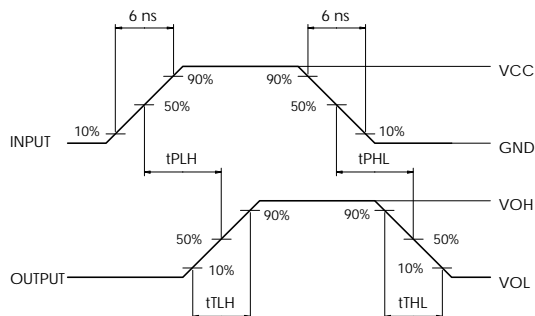 6 ns 6 ns
90% 90% VCC
50% 50%
10% 10%
INPUT GND
tPLH tPHL
VOH
90% 90%
50% 50%
10% 10%
OUTPUT VOL
tTLH tTHL